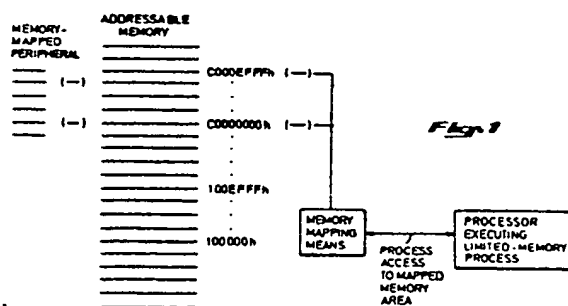 MEMORY-
MAPPED
PERIPHERAL
ADDRESSABLE
MEMORY
(—)
(—)
C000EFFFh (—)
C0000000h (—)
100EFFFh
100000h
Fig. 1
MEMORY
MAPPING
MEANS
PROCESS
ACCESS
TO MAPPED
MEMORY
AREA
PROCESSOR
EXECUTING
LIMITED-MEMORY
PROCESS